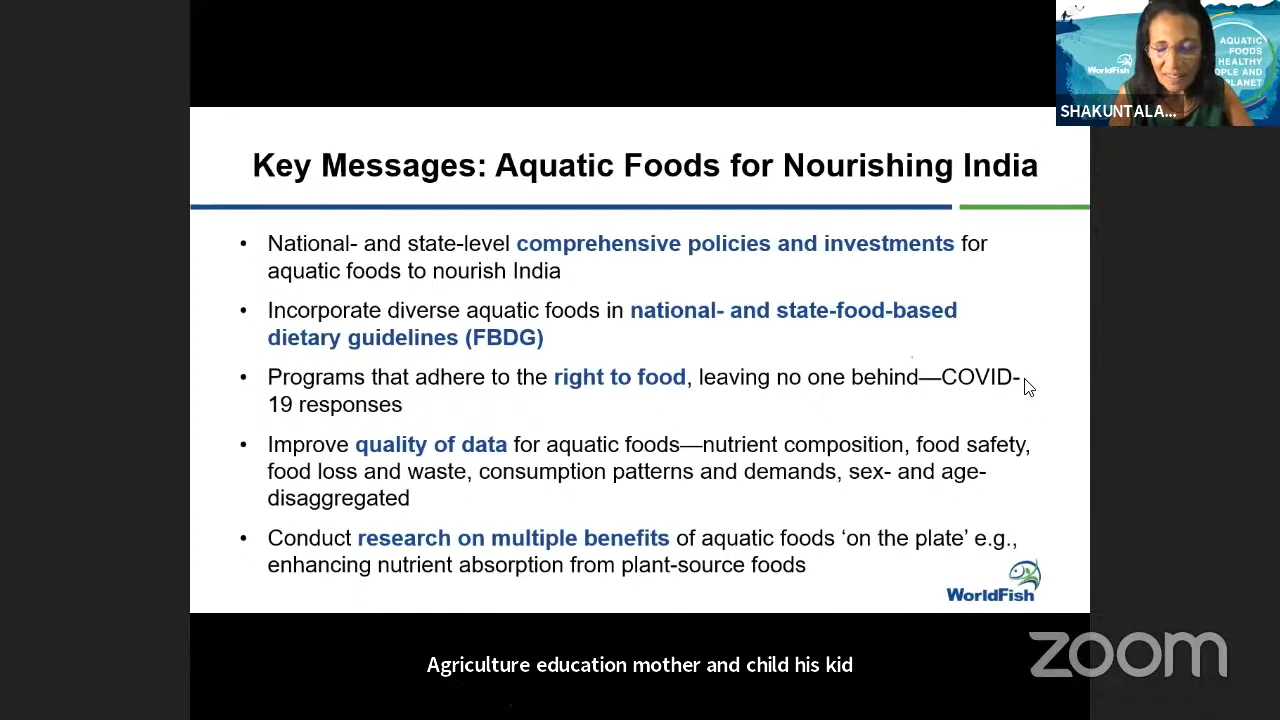 AQUATIC
FOODS
HEALTHY
OPLE AND
PLANET
WorldFish
SHAKUNTALA...
Key Messages: Aquatic Foods for Nourishing India
• National- and state-level comprehensive policies and investments for
aquatic foods to nourish India
• Incorporate diverse aquatic foods in national- and state-food-based
dietary guidelines (FBDG)
• Programs that adhere to the right to food, leaving no one behind—COVID-
19 responses
• Improve quality of data for aquatic foods—nutrient composition, food safety,
food loss and waste, consumption patterns and demands, sex- and age-
disaggregated
• Conduct research on multiple benefits of aquatic foods ‘on the plate’ e.g.,
enhancing nutrient absorption from plant-source foods
WorldFish
Agriculture education mother and child his kid
zoom